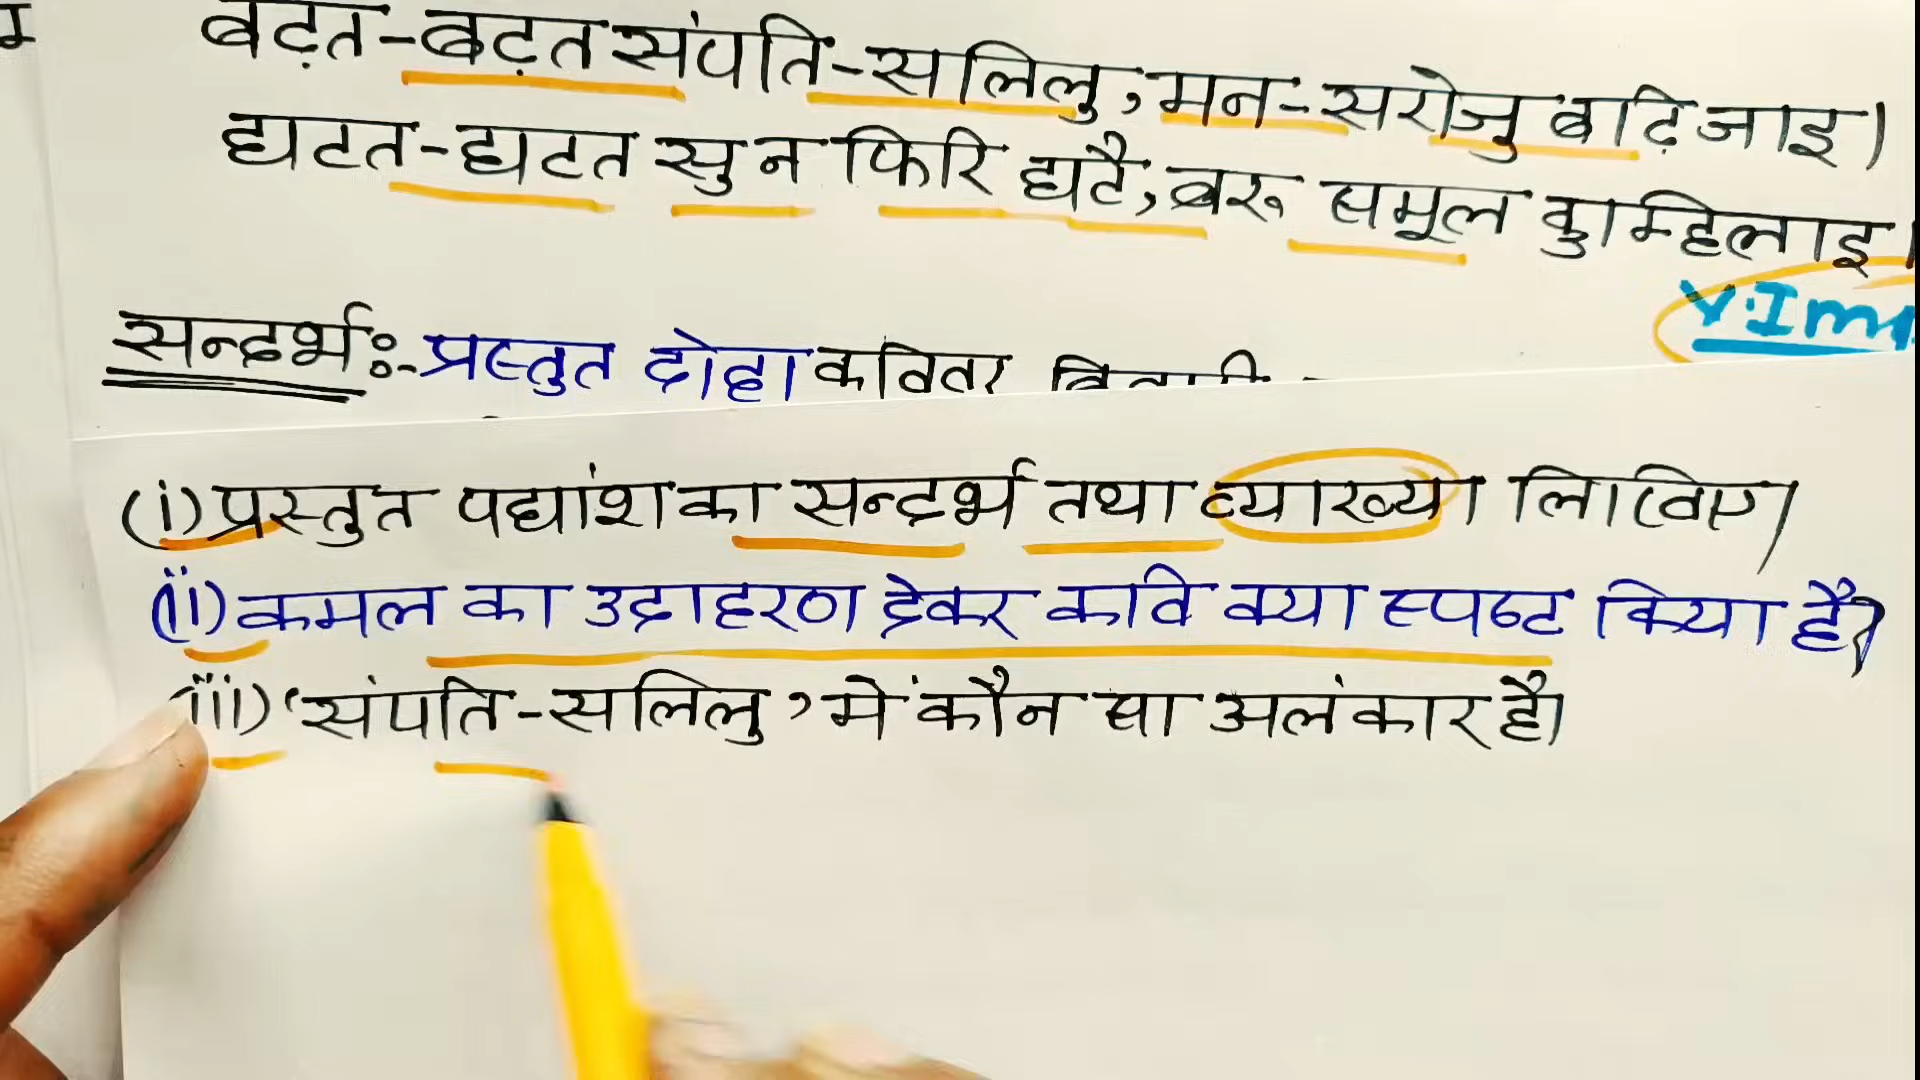 बढ़त-बढ़त संपति-सलिलु, मन-सरोजु बाढ़ि जाइ।
घटत-घटत सु न फिरि घटै, बरू समूल कुम्हिलाइ।
V.Imp
सन्दर्भः- प्रस्तुत दोहा कविवर
(i) प्रस्तुत पद्यांश का सन्दर्भ तथा व्याख्या लिखिए।
(ii) कमल का उदाहरण देकर कवि क्या स्पष्ट किया है।
(iii) 'संपति-सलिलु' में कौन सा अलंकार है।